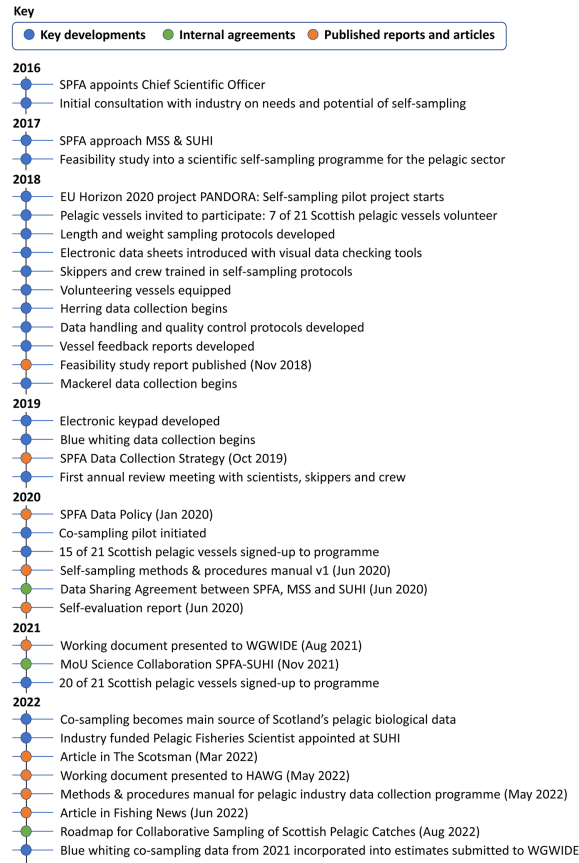 Key
Key developments Internal agreements Published reports and articles
2016
SPFA appoints Chief Scientific Officer
Initial consultation with industry on needs and potential of self-sampling
2017
SPFA approach MSS & SUHI
Feasibility study into a scientific self-sampling programme for the pelagic sector
2018
EU Horizon 2020 project PANDORA: Self-sampling pilot project starts
Pelagic vessels invited to participate: 7 of 21 Scottish pelagic vessels volunteer
Length and weight sampling protocols developed
Electronic data sheets introduced with visual data checking tools
Skippers and crew trained in self-sampling protocols
Volunteering vessels equipped
Herring data collection begins
Data handling and quality control protocols developed
Vessel feedback reports developed
Feasibility study report published (Nov 2018)
Mackerel data collection begins
2019
Electronic keypad developed
Blue whiting data collection begins
SPFA Data Collection Strategy (Oct 2019)
First annual review meeting with scientists, skippers and crew
2020
SPFA Data Policy (Jan 2020)
Co-sampling pilot initiated
15 of 21 Scottish pelagic vessels signed-up to programme
Self-sampling methods & procedures manual v1 (Jun 2020)
Data Sharing Agreement between SPFA, MSS and SUHI (Jun 2020)
Self-evaluation report (Jun 2020)
2021
Working document presented to WGWIDE (Aug 2021)
MoU Science Collaboration SPFA-SUHI (Nov 2021)
20 of 21 Scottish pelagic vessels signed-up to programme
2022
Co-sampling becomes main source of Scotland's pelagic biological data
Industry funded Pelagic Fisheries Scientist appointed at SUHI
Article in The Scotsman (Mar 2022)
Working document presented to HAWG (May 2022)
Methods & procedures manual for pelagic industry data collection programme (May 2022)
Article in Fishing News (Jun 2022)
Roadmap for Collaborative Sampling of Scottish Pelagic Catches (Aug 2022)
Blue whiting co-sampling data from 2021 incorporated into estimates submitted to WGWIDE